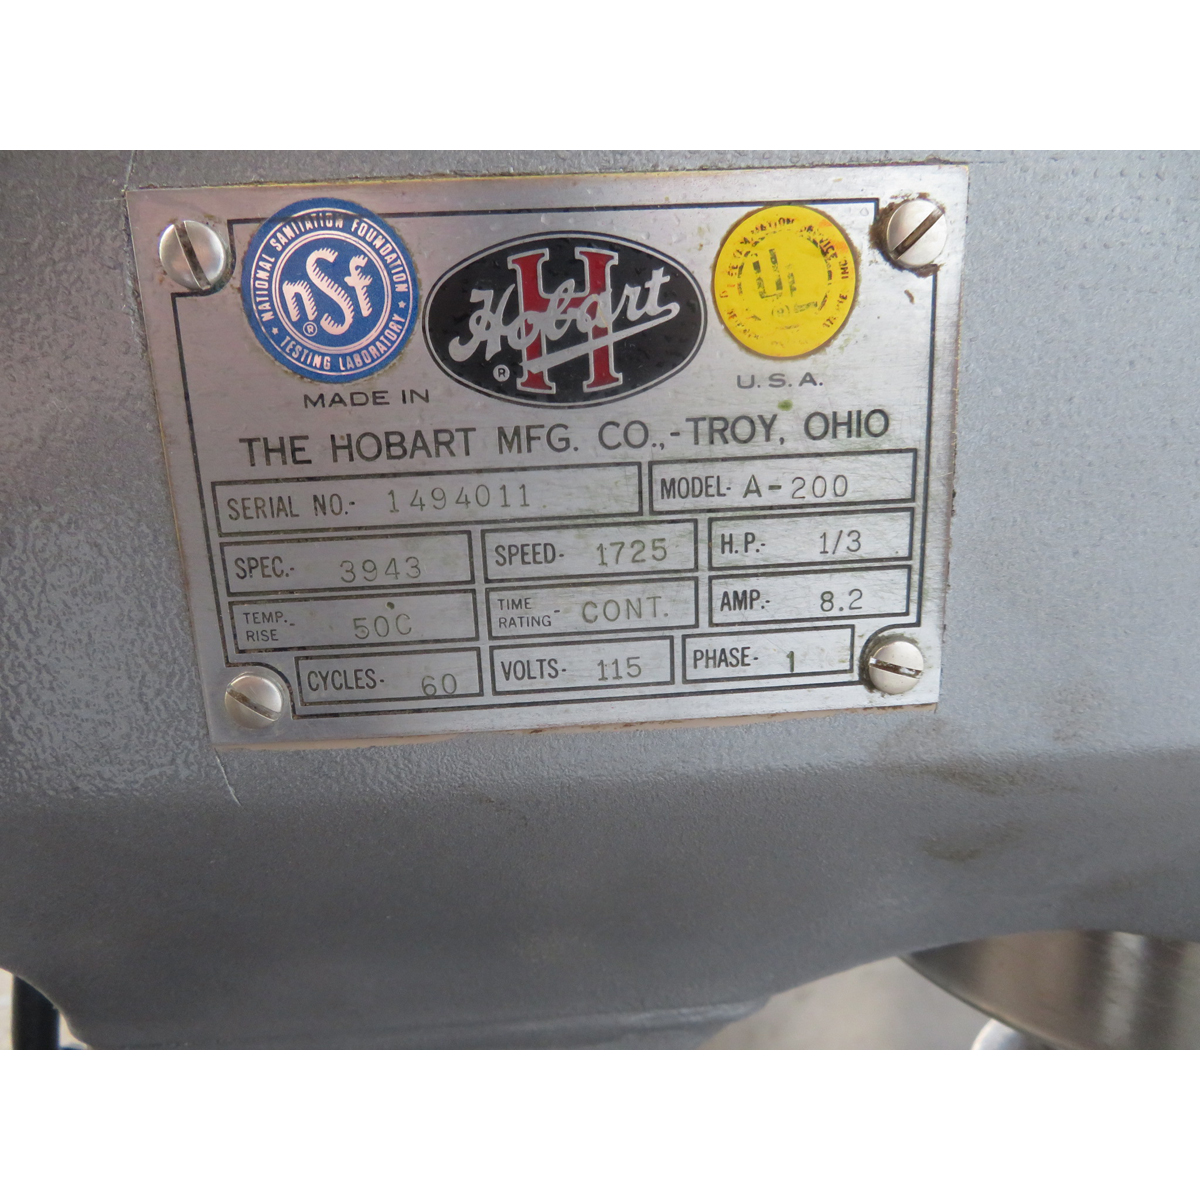 NATIONAL SANITATION FOUNDATION
nsf ®
TESTING LABORATORY
H
Hobart ®
MADE IN U.S.A.
THE HOBART MFG. CO.,-TROY, OHIO
SERIAL NO.- 1494011 MODEL- A-200
SPEC.- 3943 SPEED- 1725 H.P.- 1/3
TEMP. RISE - 50C TIME RATING - CONT. AMP.- 8.2
CYCLES- 60 VOLTS- 115 PHASE- 1